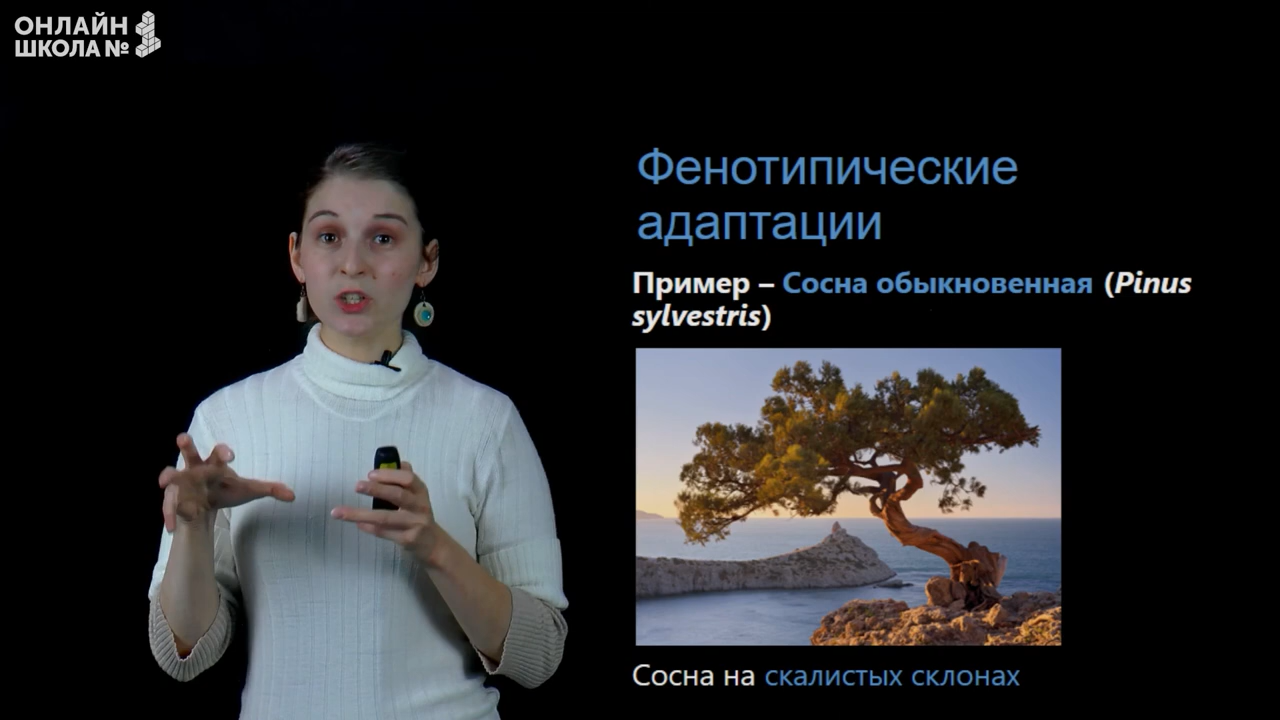 ОНЛАЙН
ШКОЛА №
Фенотипические
адаптации
Пример – Сосна обыкновенная (Pinus
sylvestris)
Сосна на скалистых склонах